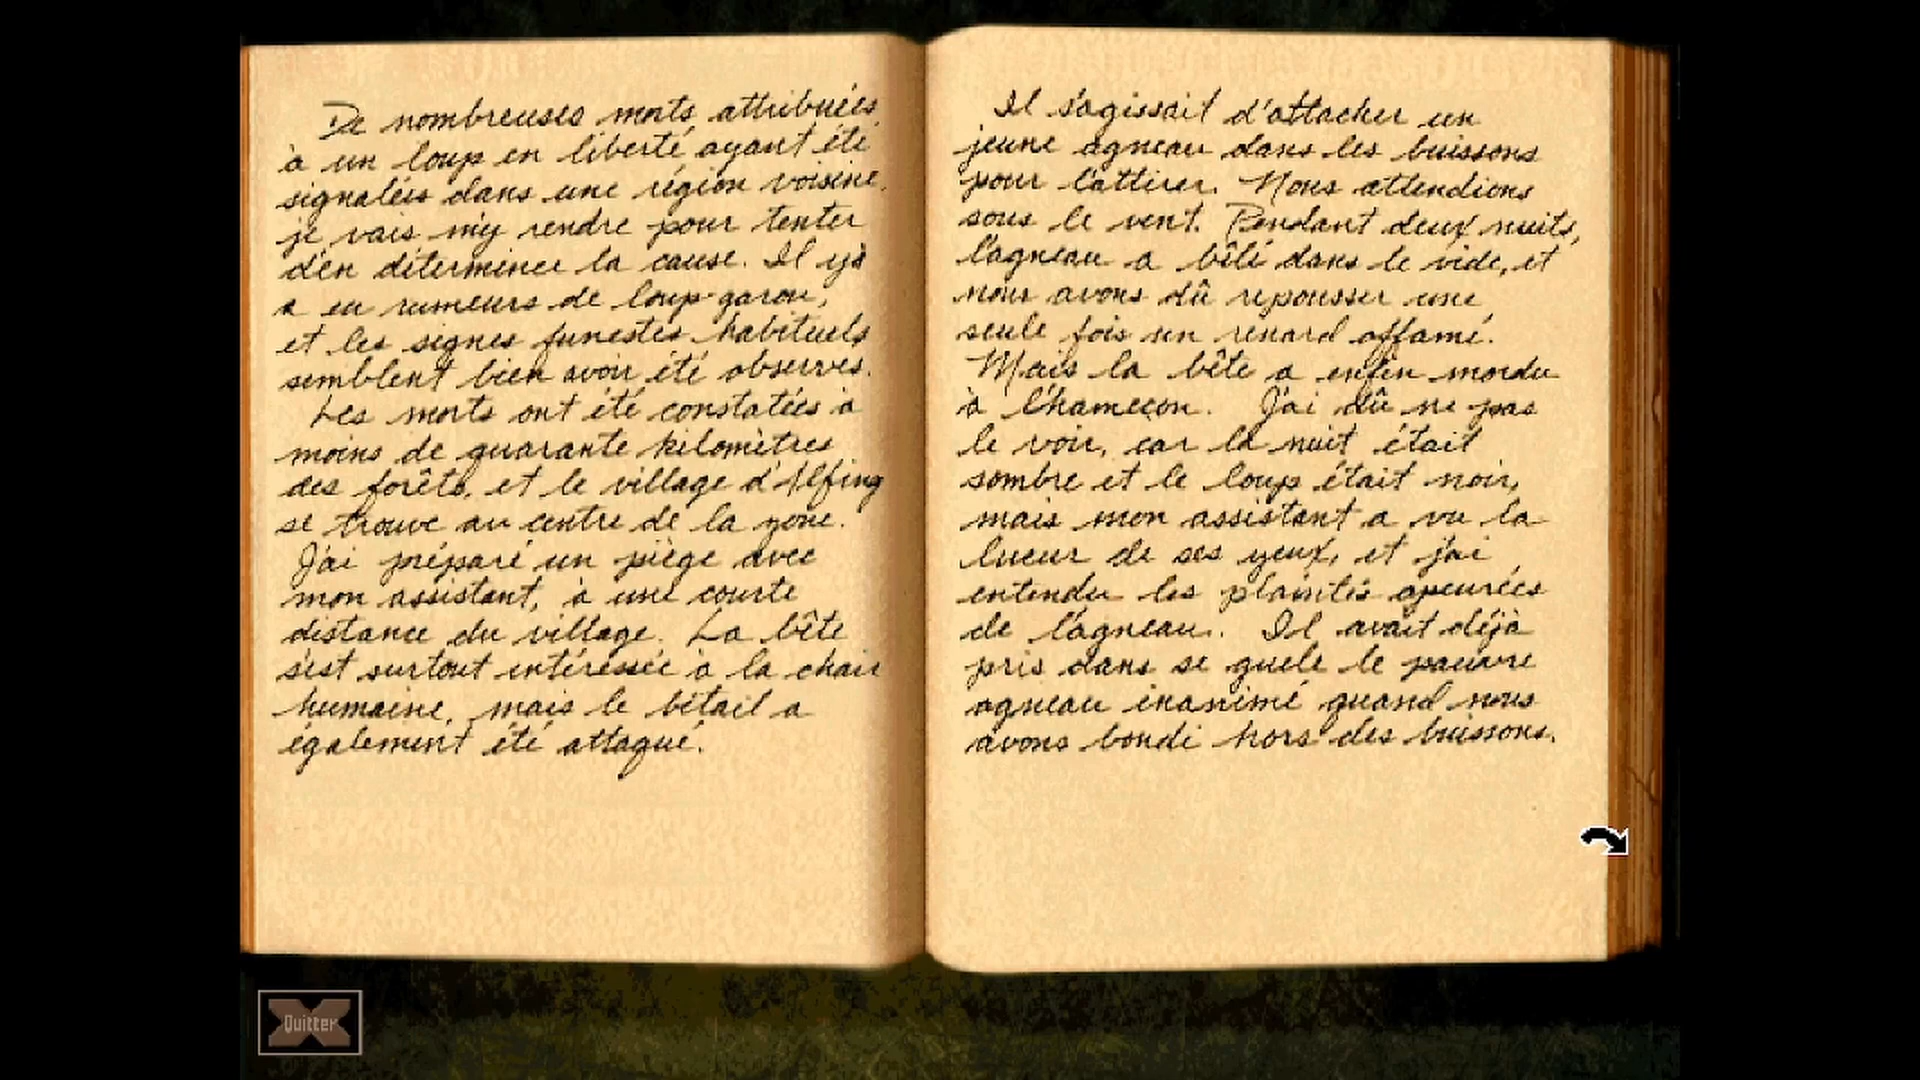 De nombreuses morts attribuées
à un loup en liberté ayant été
signalées dans une région voisine,
je vais m'y rendre pour tenter
d'en déterminer la cause. Il y a
a eu rumeurs de loup-garou,
et les signes funestes habituels
semblent bien avoir été observés.
Les morts ont été constatées à
moins de quarante kilomètres
des forêts, et le village d'Alfing
se trouve au centre de la zone.
J'ai préparé un piège avec
mon assistant, à une courte
distance du village. La bête
s'est surtout intéressée à la chair
humaine, mais le bétail a
également été attaqué.
Il s'agissait d'attacher un
jeune agneau dans les buissons
pour l'attirer. Nous attendions
sous le vent. Pendant deux nuits,
l'agneau a bêlé dans le vide, et
nous avons dû repousser une
seule fois un renard affamé.
Mais la bête a enfin mordu
à l'hameçon. J'ai dû ne pas
le voir, car la nuit était
sombre et le loup était noir,
mais mon assistant a vu la
lueur de ses yeux, et j'ai
entendu les plaintes apeurées
de l'agneau. Il avait déjà
pris dans se guele le pauvre
agneau inanimé quand nous
avons bondi hors des buissons.
Quitter